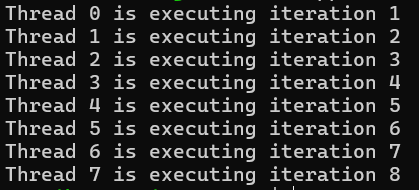 Thread 0 is executing iteration 1
Thread 1 is executing iteration 2
Thread 2 is executing iteration 3
Thread 3 is executing iteration 4
Thread 4 is executing iteration 5
Thread 5 is executing iteration 6
Thread 6 is executing iteration 7
Thread 7 is executing iteration 8